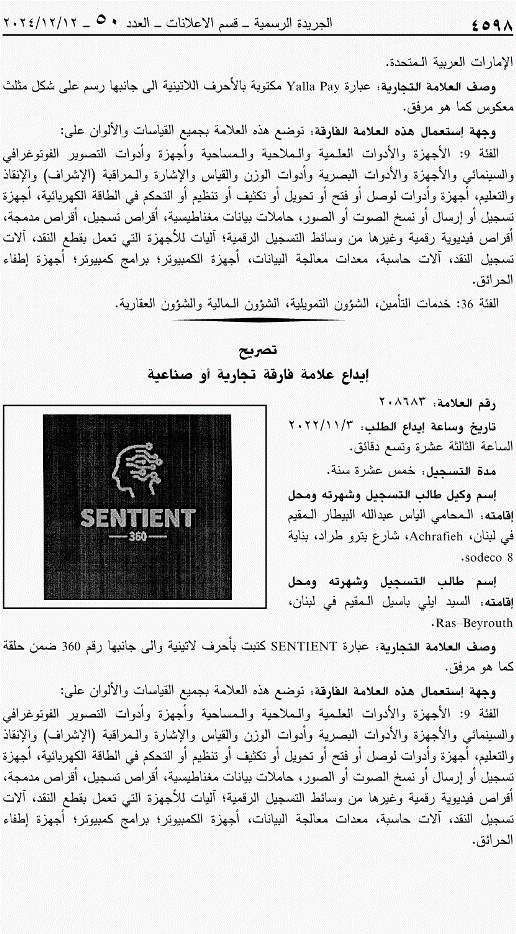 ٤٥٩٨ الجريدة الرسمية ــ قسم الاعلانات ــ العدد ٥٠ ــ ٢٠٢٤/١٢/١٢
الإمارات العربية المتحدة.
وصف العلامة التجارية: عبارة Yalla Pay مكتوبة بالأحرف اللاتينية الى جانبها رسم على شكل مثلث
معكوس كما هو مرفق.
وجهة إستعمال هذه العلامة الفارقة: توضع هذه العلامة بجميع القياسات والألوان على:
الفئة 9: الأجهزة والأدوات العلمية والملاحية والمساحية وأجهزة وأدوات التصوير الفوتوغرافي
والسينمائي والأجهزة والأدوات البصرية وأدوات الوزن والقياس والإشارة والمراقبة (الإشراف) والإنقاذ
والتعليم، أجهزة وأدوات لوصل أو فتح أو تحويل أو تكثيف أو تنظيم أو التحكم في الطاقة الكهربائية، أجهزة
تسجيل أو إرسال أو نسخ الصوت أو الصور، حاملات بيانات مغناطيسية، أقراص تسجيل، أقراص مدمجة،
أقراص فيديوية رقمية وغيرها من وسائط التسجيل الرقمية؛ آليات للأجهزة التي تعمل بقطع النقد، آلات
تسجيل النقد، آلات حاسبة، معدات معالجة البيانات، أجهزة الكمبيوتر؛ برامج كمبيوتر؛ أجهزة إطفاء
الحرائق.
الفئة 36: خدمات التأمين، الشؤون التمويلية، الشؤون المالية والشؤون العقارية.
تصريح
إيداع علامة فارقة تجارية أو صناعية
رقم العلامة: ٢٠٨٦٨٣
تاريخ وساعة إيداع الطلب: ٢٠٢٢/١١/٣
الساعة الثالثة عشرة وتسع دقائق.
مدة التسجيل: خمس عشرة سنة.
إسم وكيل طالب التسجيل وشهرته ومحل
إقامته: المحامي الياس عبدالله البيطار المقيم
في لبنان، Achrafieh، شارع بترو طراد، بناية
sodeco 8.
إسم طالب التسجيل وشهرته ومحل
إقامته: السيد ايلي باسيل المقيم في لبنان،
Ras–Beyrouth.
SENTIENT
360
وصف العلامة التجارية: عبارة SENTIENT كتبت بأحرف لاتينية والى جانبها رقم 360 ضمن حلقة
كما هو مرفق.
وجهة إستعمال هذه العلامة الفارقة: توضع هذه العلامة بجميع القياسات والألوان على:
الفئة 9: الأجهزة والأدوات العلمية والملاحية والمساحية وأجهزة وأدوات التصوير الفوتوغرافي
والسينمائي والأجهزة والأدوات البصرية وأدوات الوزن والقياس والإشارة والمراقبة (الإشراف) والإنقاذ
والتعليم، أجهزة وأدوات لوصل أو فتح أو تحويل أو تكثيف أو تنظيم أو التحكم في الطاقة الكهربائية، أجهزة
تسجيل أو إرسال أو نسخ الصوت أو الصور، حاملات بيانات مغناطيسية، أقراص تسجيل، أقراص مدمجة،
أقراص فيديوية رقمية وغيرها من وسائط التسجيل الرقمية؛ آليات للأجهزة التي تعمل بقطع النقد، آلات
تسجيل النقد، آلات حاسبة، معدات معالجة البيانات، أجهزة الكمبيوتر؛ برامج كمبيوتر؛ أجهزة إطفاء
الحرائق.